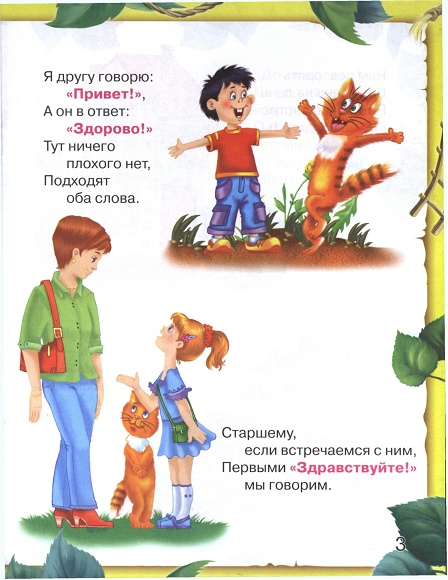 Я другу говорю:
«Привет!»,
А он в ответ:
«Здорово!»
Тут ничего
плохого нет,
Подходят
оба слова.
Старшему,
если встречаемся с ним,
Первыми «Здравствуйте!»
мы говорим.
3